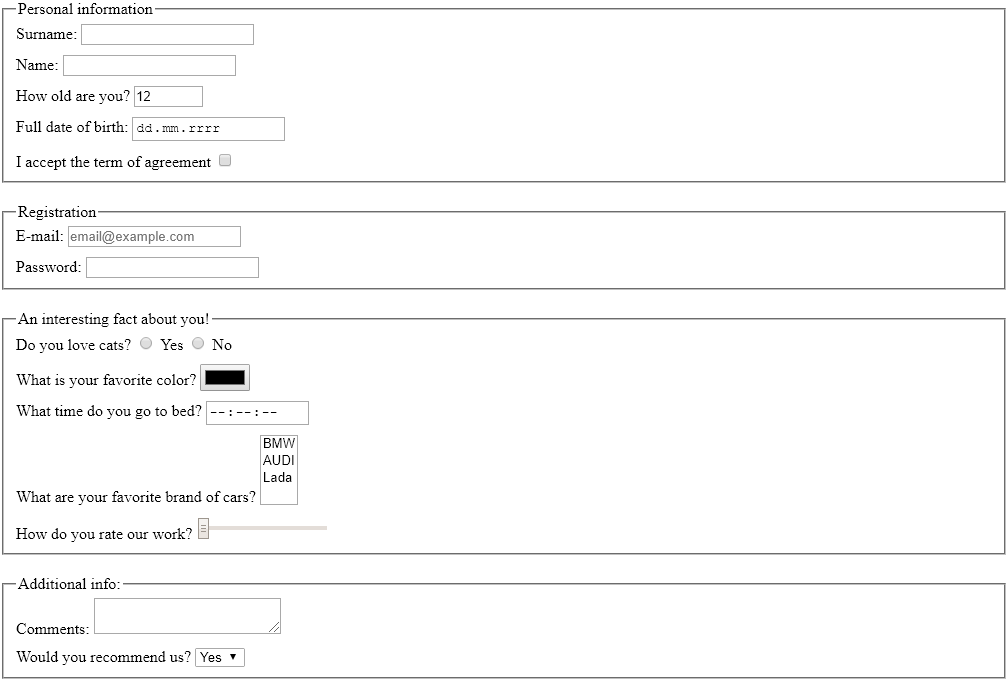 Personal information
Surname:
Name:
How old are you? 12
Full date of birth: dd.mm.rrrr
I accept the term of agreement
Registration
E-mail: email@example.com
Password:
An interesting fact about you!
Do you love cats? Yes No
What is your favorite color?
What time do you go to bed? --:--:--
BMW
AUDI
Lada
What are your favorite brand of cars?
How do you rate our work?
Additional info:
Comments:
Would you recommend us? Yes